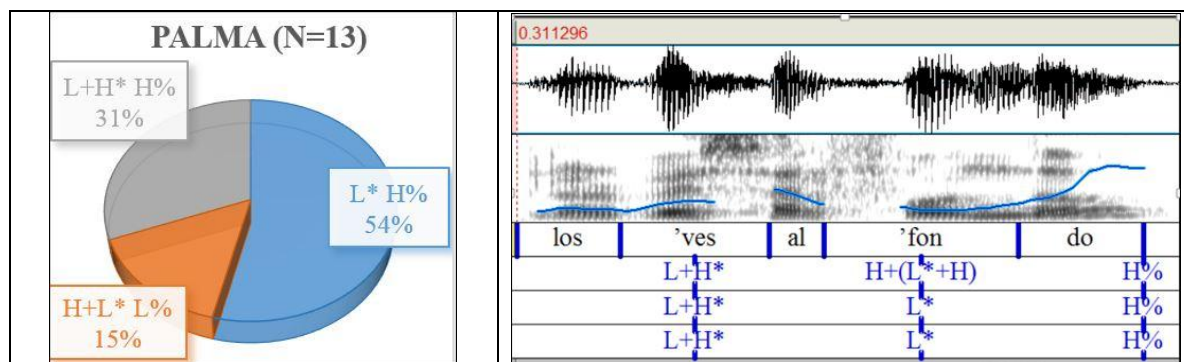 PALMA (N=13)
L+H* H%
31%
L* H%
54%
H+L* L%
15%
0.311296
los 'ves al 'fon do
L+H* H+(L*+H) H%
L+H* L* H%
L+H* L* H%